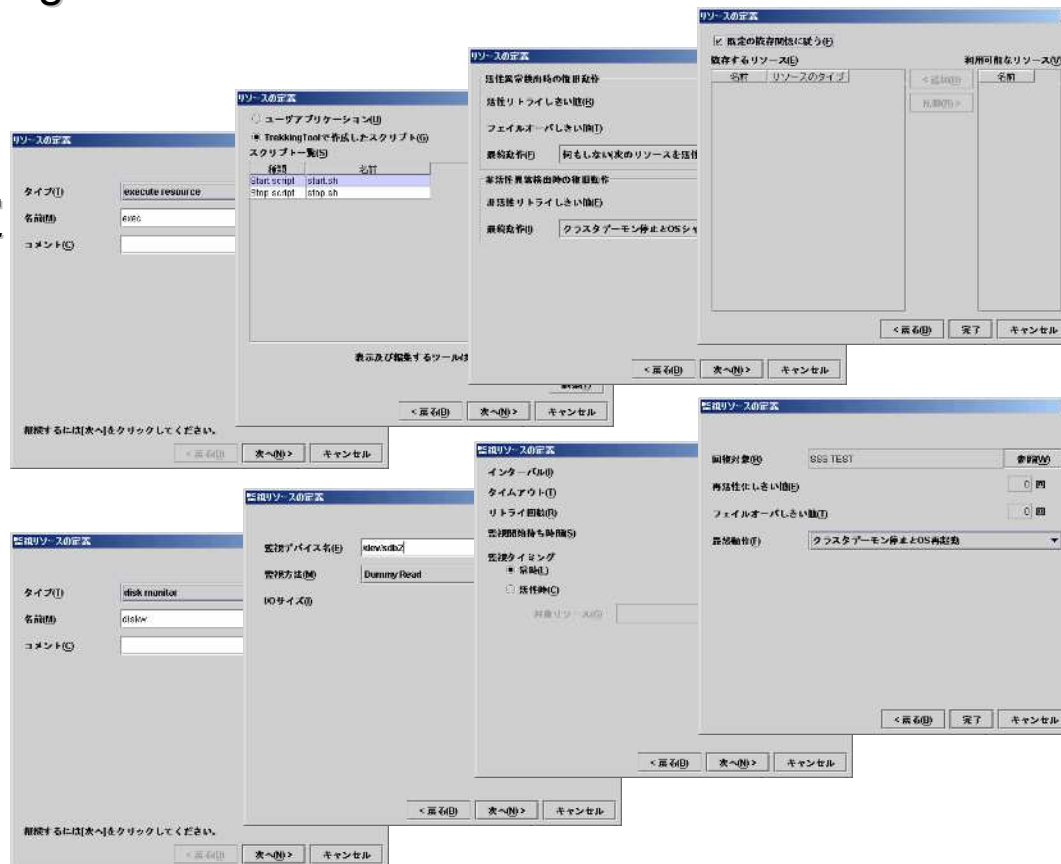 リソースの定義
タイプ(T)
execute resource
名前(M)
exec
コメント(C)
継続するには[次へ]をクリックしてください。
<戻る(B)
次へ(N)>
キャンセル
リソースの定義
ユーザアプリケーション(U)
TrekkingToolで作成したスクリプト(G)
スクリプト一覧(S)
種類 名前
Start script start.sh
Stop script stop.sh
表示及び編集するツールは
<戻る(B)
次へ(N)>
キャンセル
リソースの定義
活性異常検出時の復旧動作
活性リトライしきい値(R)
フェイルオーバしきい値(T)
最終動作(F)
何もしない(次のリソースを活性
非活性異常検出時の復旧動作
非活性リトライしきい値(E)
最終動作(I)
クラスタデーモン停止とOSシャ
<戻る(B)
次へ(N)>
キャンセル
リソースの定義
既定の依存関係に従う(F)
依存するリソース(E)
利用可能なリソース(V)
名前 リソースのタイプ
<追加(D)
削除(R)>
名前
<戻る(B)
完了
キャンセル
監視リソースの定義
タイプ(T)
disk monitor
名前(M)
diskw
コメント(C)
継続するには[次へ]をクリックしてください。
<戻る(B)
次へ(N)>
キャンセル
監視リソースの定義
監視デバイス名(E)
/dev/sdb2
監視方法(M)
Dummy Read
I/Oサイズ(I)
<戻る(B)
次へ(N)>
キャンセル
監視リソースの定義
インターバル(I)
タイムアウト(T)
リトライ回数(R)
監視開始待ち時間(S)
監視タイミング
常時(L)
活性時(C)
対象リソース(G)
<戻る(B)
次へ(N)>
キャンセル
監視リソースの定義
回復対象(R)
SSS TEST
参照(W)
再活性化しきい値(E)
0 回
フェイルオーバしきい値(T)
0 回
最終動作(F)
クラスタデーモン停止とOS再起動
<戻る(B)
完了
キャンセル